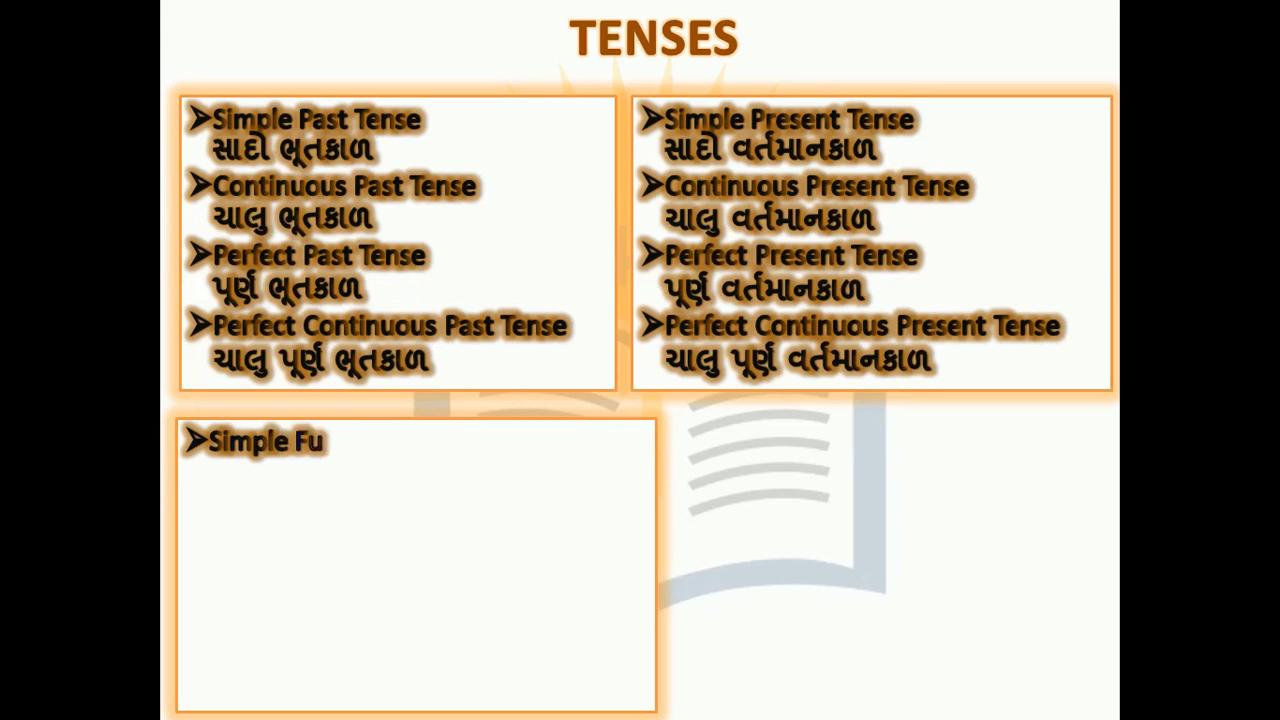 TENSES
➢Simple Past Tense
સાદો ભૂતકાળ
➢Continuous Past Tense
ચાલુ ભૂતકાળ
➢Perfect Past Tense
પૂર્ણ ભૂતકાળ
➢Perfect Continuous Past Tense
ચાલુ પૂર્ણ ભૂતકાળ
➢Simple Present Tense
સાદો વર્તમાનકાળ
➢Continuous Present Tense
ચાલુ વર્તમાનકાળ
➢Perfect Present Tense
પૂર્ણ વર્તમાનકાળ
➢Perfect Continuous Present Tense
ચાલુ પૂર્ણ વર્તમાનકાળ
➢Simple Fu